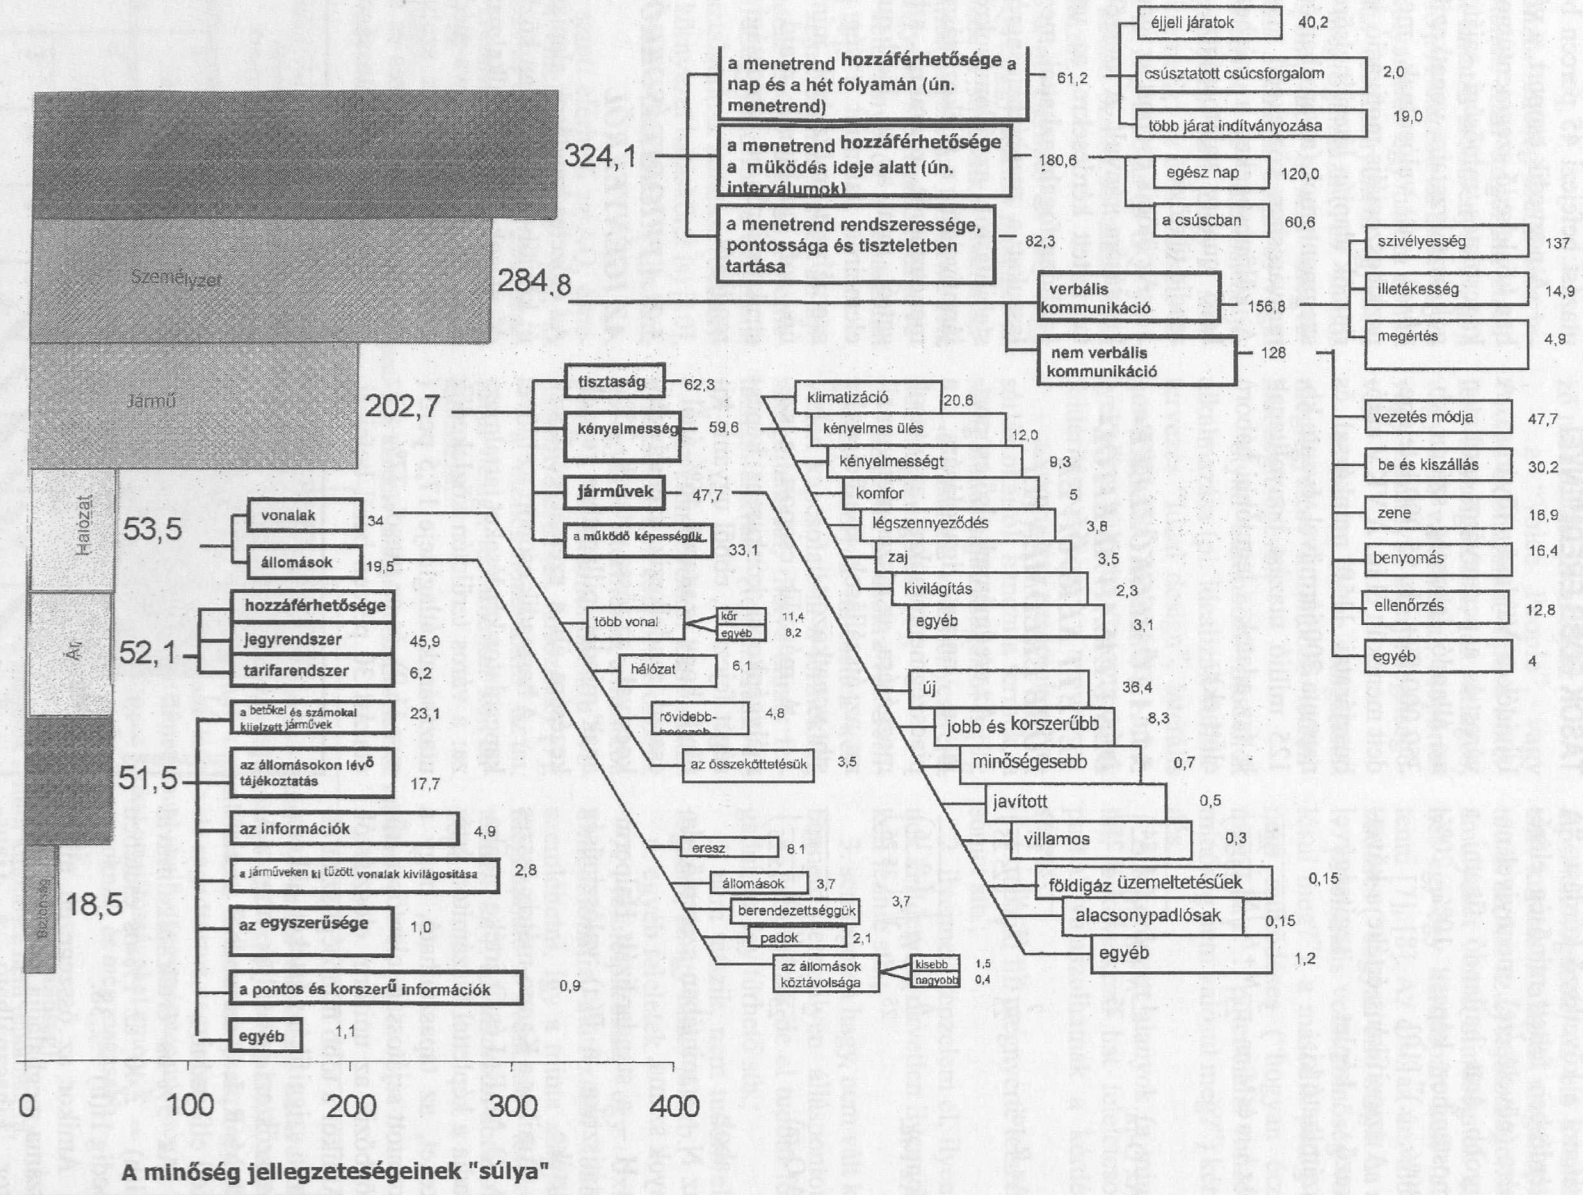 324,1
a menetrend hozzáférhetősége a
nap és a hét folyamán (ún.
menetrend)
61,2
éjjeli járatok
40,2
csúsztatott csúcsforgalom
2,0
több járat indítványozása
19,0
a menetrend hozzáférhetősége
a működés ideje alatt (ún.
interválumok)
180,6
egész nap
120,0
a csúscban
60,6
a menetrend rendszeressége,
pontossága és tiszteletben
tartása
82,3
Személyzet
284,8
verbális
kommunikáció
156,8
szivélyesség
137
illetékesség
14,9
megértés
4,9
nem verbális
kommunikáció
128
vezetés módja
47,7
be és kiszállás
30,2
zene
16,9
benyomás
16,4
ellenőrzés
12,8
egyéb
4
Jármű
202,7
tisztaság
62,3
kényelmesség
59,6
járművek
47,7
a működő képességük
33,1
klimatizáció
20,6
kényelmes ülés
12,0
kényelmességt
9,3
komfor
5
légszennyeződés
3,8
zaj
3,5
kivilágítás
2,3
egyéb
3,1
új
36,4
jobb és korszerűbb
8,3
minőségesebb
0,7
javított
0,5
villamos
0,3
földigáz üzemeltetésűek
0,15
alacsonypadlósak
0,15
egyéb
1,2
Halózat
53,5
vonalak
34
állomások
19,5
több vonal
kőr
11,4
egyéb
8,2
hálózat
6,1
rövidebb-
4,8
az összeköttetésük
3,5
eresz
8.1
állomások
3,7
berendezettséggük
3,7
padok
2,1
az állomások
köztávolsága
kisebb
1,5
nagyobb
0,4
Ár
52,1
hozzáférhetősége
jegyrendszer
45,9
tarifarendszer
6,2
51,5
a betőkel és számokal
kijelzett járművek
23,1
az állomásokon lévő
tájékoztatás
17,7
az információk
4,9
a járműveken ki tűzött vonalak kivilágositása
2,8
az egyszerűsége
1,0
a pontos és korszerű információk
0,9
egyéb
1,1
Biztonság
18,5
0
100
200
300
400
A minőség jellegzeteségeinek "súlya"